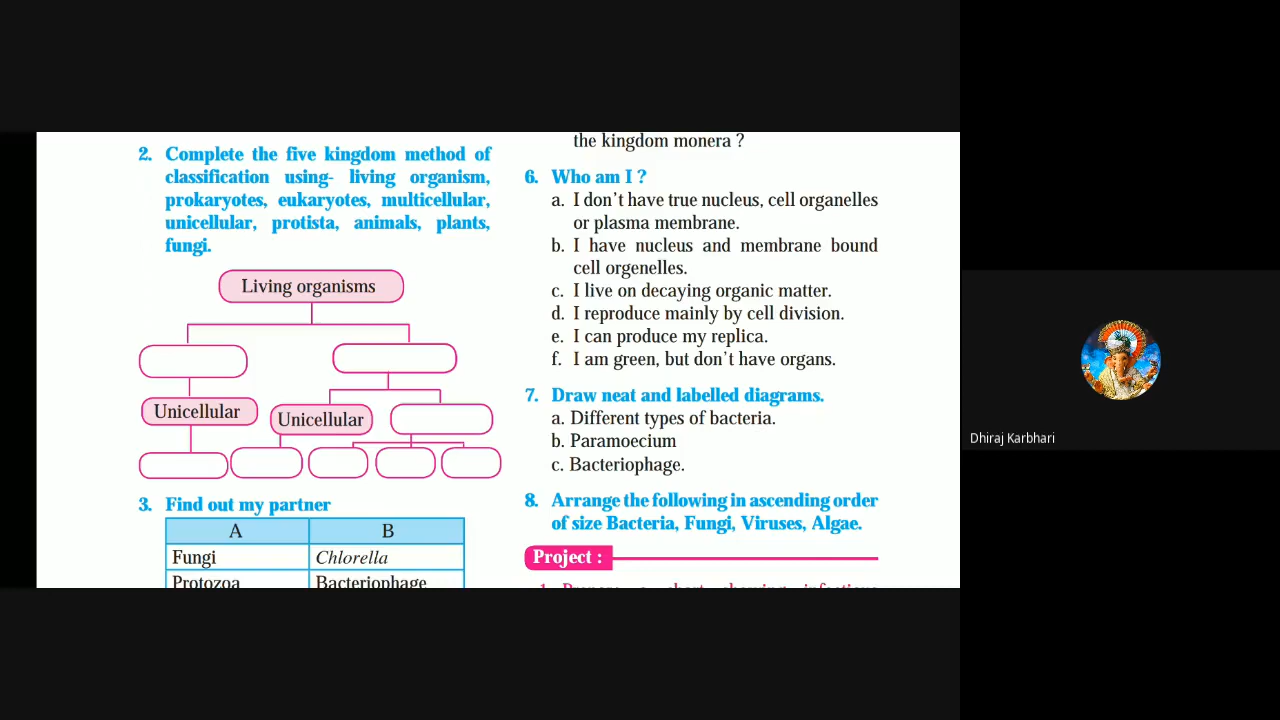 2. Complete the five kingdom method of
classification using- living organism,
prokaryotes, eukaryotes, multicellular,
unicellular, protista, animals, plants,
fungi.
Living organisms
Unicellular
Unicellular
3. Find out my partner
A B
Fungi Chlorella
Protozoa Bacteriophage
the kingdom monera ?
6. Who am I ?
a. I don't have true nucleus, cell organelles
or plasma membrane.
b. I have nucleus and membrane bound
cell orgenelles.
c. I live on decaying organic matter.
d. I reproduce mainly by cell division.
e. I can produce my replica.
f. I am green, but don't have organs.
7. Draw neat and labelled diagrams.
a. Different types of bacteria.
b. Paramoecium
c. Bacteriophage.
8. Arrange the following in ascending order
of size Bacteria, Fungi, Viruses, Algae.
Project :
1. Prepare a chart showing infectious
Dhiraj Karbhari